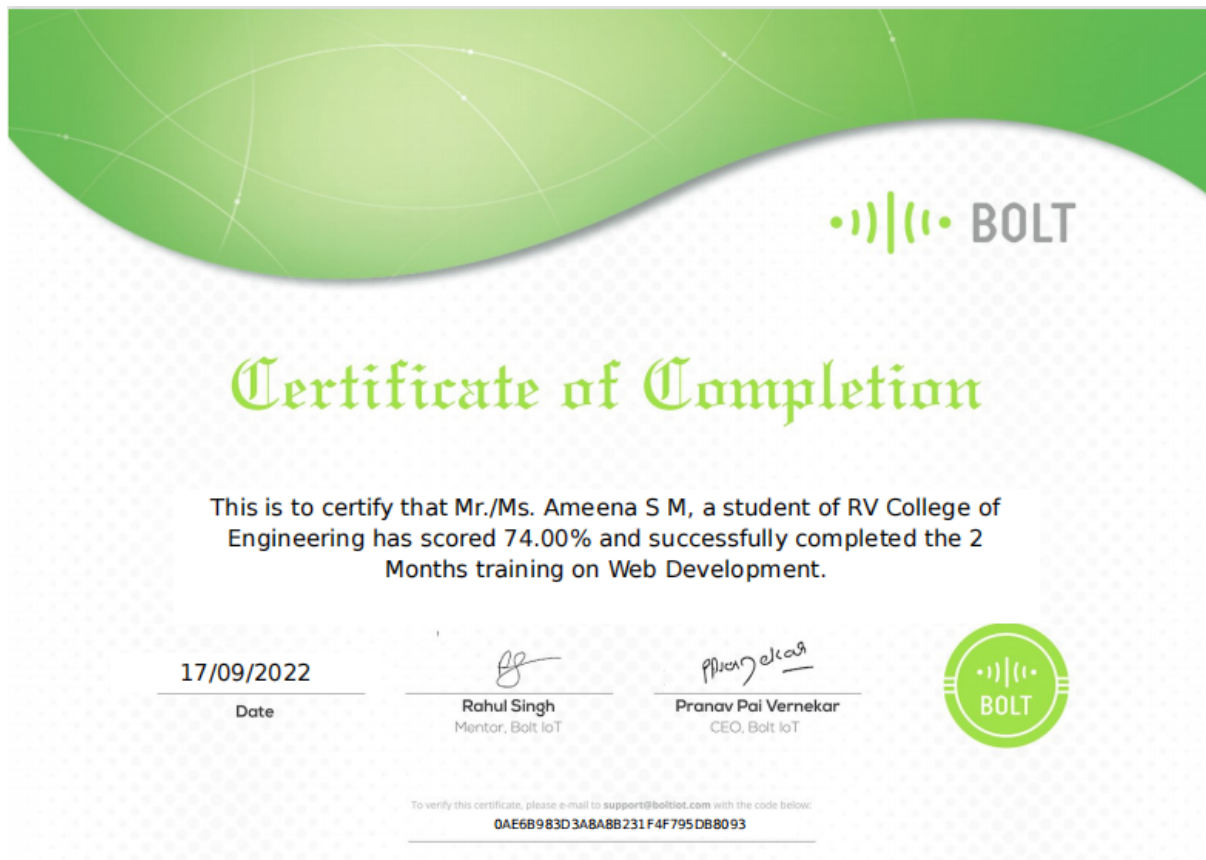 BOLT
Certificate of Completion
This is to certify that Mr./Ms. Ameena S M, a student of RV College of
Engineering has scored 74.00% and successfully completed the 2
Months training on Web Development.
17/09/2022
Date
Rahul Singh
Mentor, Bolt IoT
Pranav Pai Vernekar
CEO, Bolt IoT
BOLT
To verify this certificate, please e-mail to support@boltiot.com with the code below:
0AE6B983D3A8A8B231F4F795DB8093